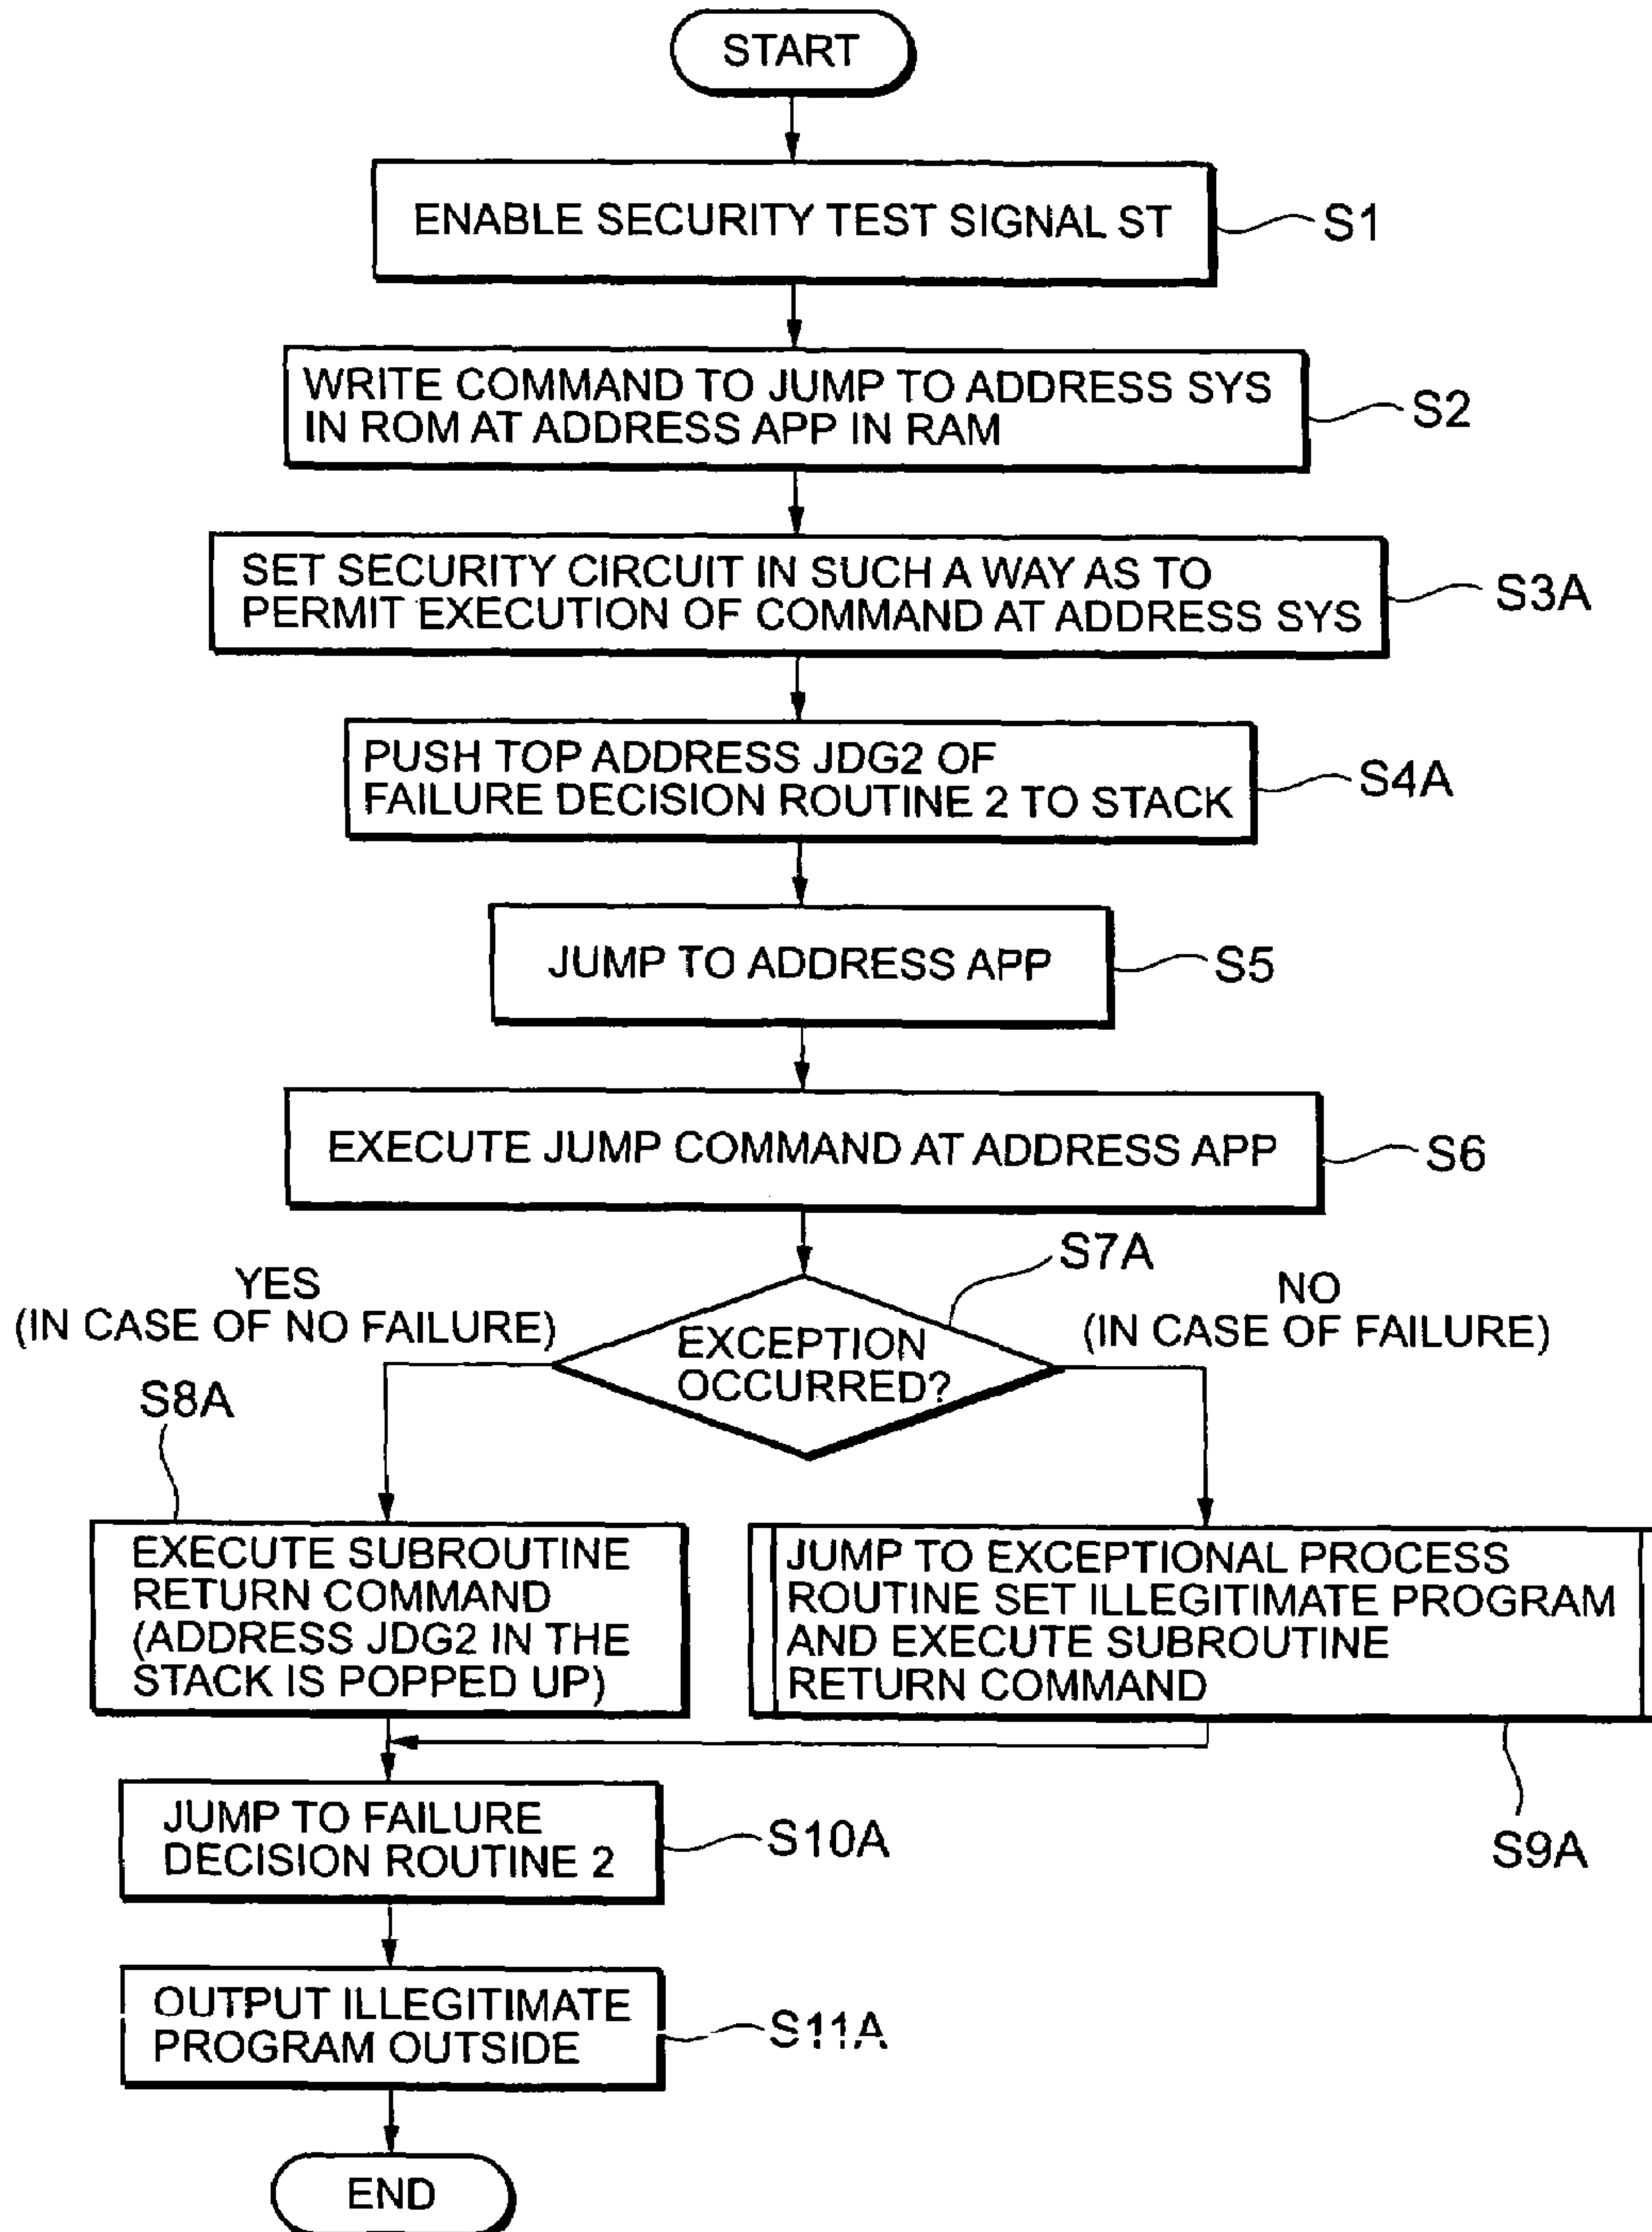 START
ENABLE SECURITY TEST SIGNAL ST
S1
WRITE COMMAND TO JUMP TO ADDRESS SYS
IN ROM AT ADDRESS APP IN RAM
S2
SET SECURITY CIRCUIT IN SUCH A WAY AS TO
PERMIT EXECUTION OF COMMAND AT ADDRESS SYS
S3A
PUSH TOP ADDRESS JDG2 OF
FAILURE DECISION ROUTINE 2 TO STACK
S4A
JUMP TO ADDRESS APP
S5
EXECUTE JUMP COMMAND AT ADDRESS APP
S6
S7A
YES
(IN CASE OF NO FAILURE)
NO
(IN CASE OF FAILURE)
EXCEPTION
OCCURRED?
S8A
EXECUTE SUBROUTINE
RETURN COMMAND
(ADDRESS JDG2 IN THE
STACK IS POPPED UP)
JUMP TO EXCEPTIONAL PROCESS
ROUTINE SET ILLEGITIMATE PROGRAM
AND EXECUTE SUBROUTINE
RETURN COMMAND
S9A
JUMP TO FAILURE
DECISION ROUTINE 2
S10A
OUTPUT ILLEGITIMATE
PROGRAM OUTSIDE
S11A
END